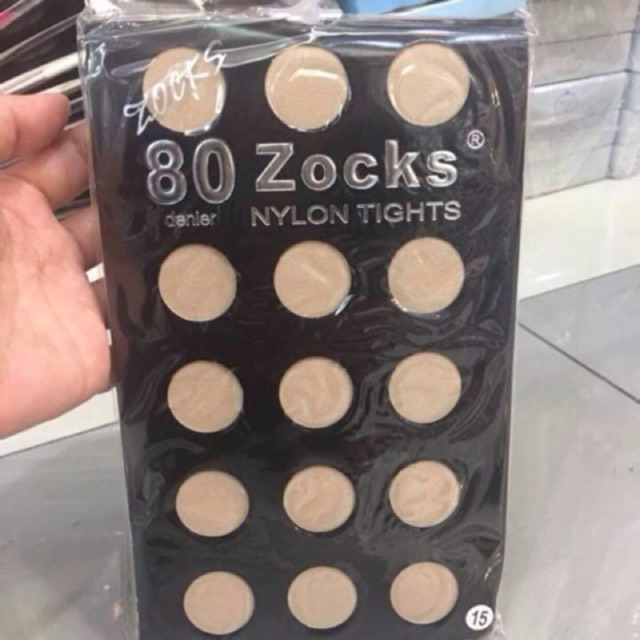 ZOCKS
80 Zocks®
denier NYLON TIGHTS
15